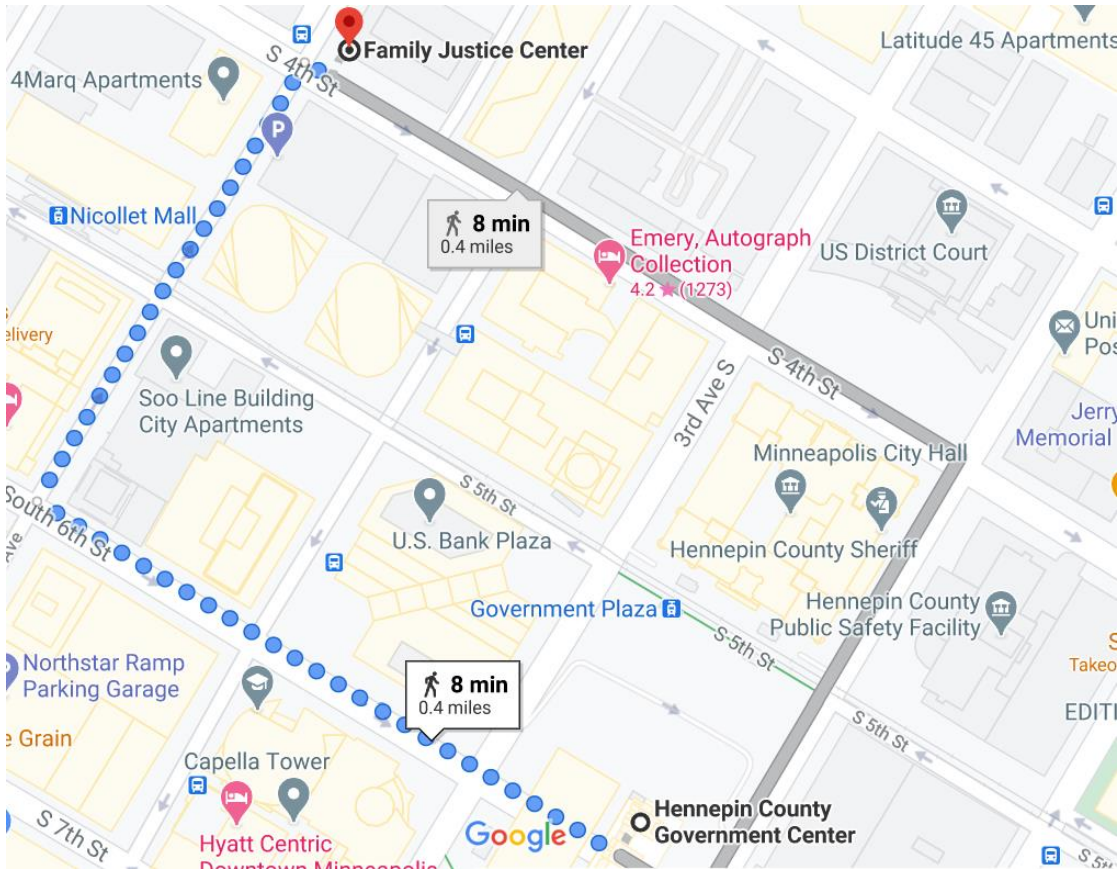 Family Justice Center
S 4th St
Latitude 45 Apartments
4Marq Apartments
P
Nicollet Mall
8 min
0.4 miles
Emery, Autograph
Collection
4.2 ★ (1273)
US District Court
Uni
Pos
elivery
S 4th St
3rd Ave S
Soo Line Building
City Apartments
Jerry
Memorial
Minneapolis City Hall
S 5th St
South 6th St
U.S. Bank Plaza
Hennepin County Sheriff
Ave
Government Plaza
Hennepin County
Public Safety Facility
S 5th St
Northstar Ramp
Parking Garage
8 min
0.4 miles
S
Takeo
EDITI
S 5th St
e Grain
Capella Tower
Hennepin County
Government Center
Google
S 7th St
Hyatt Centric
Downtown Minneapolis
S 5th